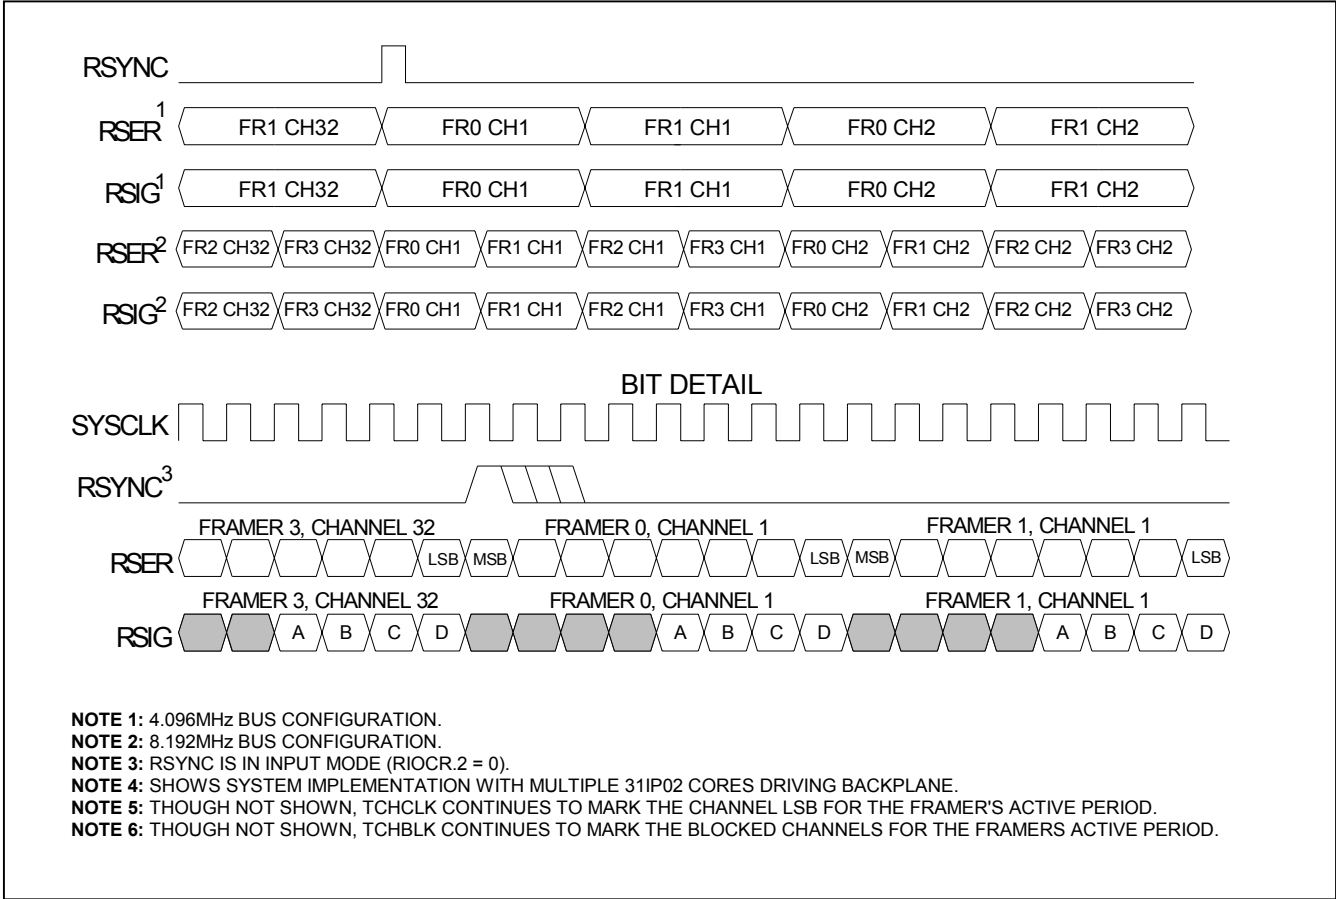 RSYNC
RSER1 FR1 CH32 FR0 CH1 FR1 CH1 FR0 CH2 FR1 CH2
RSIG1 FR1 CH32 FR0 CH1 FR1 CH1 FR0 CH2 FR1 CH2
RSER2 FR2 CH32 FR3 CH32 FR0 CH1 FR1 CH1 FR2 CH1 FR3 CH1 FR0 CH2 FR1 CH2 FR2 CH2 FR3 CH2
RSIG2 FR2 CH32 FR3 CH32 FR0 CH1 FR1 CH1 FR2 CH1 FR3 CH1 FR0 CH2 FR1 CH2 FR2 CH2 FR3 CH2
BIT DETAIL
SYSCLK
RSYNC3
FRAMER 3, CHANNEL 32 FRAMER 0, CHANNEL 1 FRAMER 1, CHANNEL 1
RSER LSB MSB LSB MSB LSB
FRAMER 3, CHANNEL 32 FRAMER 0, CHANNEL 1 FRAMER 1, CHANNEL 1
RSIG A B C D A B C D A B C D
NOTE 1: 4.096MHz BUS CONFIGURATION.
NOTE 2: 8.192MHz BUS CONFIGURATION.
NOTE 3: RSYNC IS IN INPUT MODE (RIOCR.2 = 0).
NOTE 4: SHOWS SYSTEM IMPLEMENTATION WITH MULTIPLE 31IP02 CORES DRIVING BACKPLANE.
NOTE 5: THOUGH NOT SHOWN, TCHCLK CONTINUES TO MARK THE CHANNEL LSB FOR THE FRAMER'S ACTIVE PERIOD.
NOTE 6: THOUGH NOT SHOWN, TCHBLK CONTINUES TO MARK THE BLOCKED CHANNELS FOR THE FRAMERS ACTIVE PERIOD.